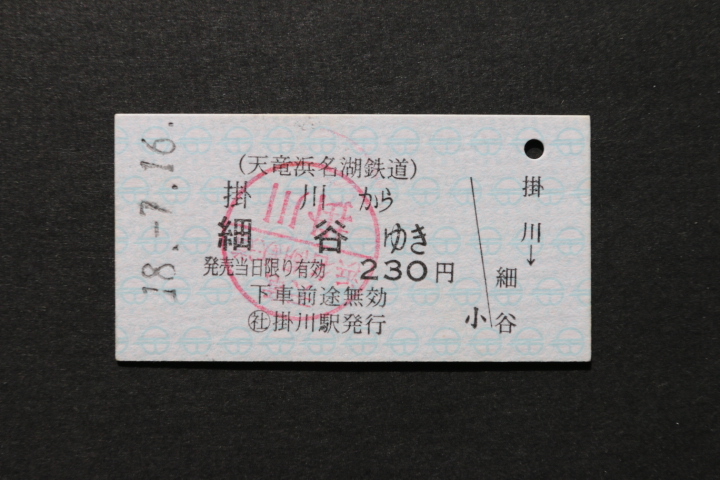 18.-7.16.
(天竜浜名湖鉄道)
掛川から
細谷ゆき
発売当日限り有効 230円
下車前途無効
㊓掛川駅発行
掛川→
細谷
小
掛川